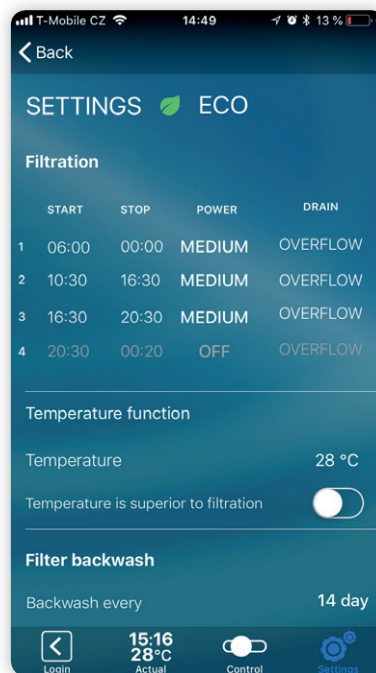 T-Mobile CZ 14:49 13 %
Back
SETTINGS ECO
Filtration
START STOP POWER DRAIN
1 06:00 00:00 MEDIUM OVERFLOW
2 10:30 16:30 MEDIUM OVERFLOW
3 16:30 20:30 MEDIUM OVERFLOW
4 20:30 00:20 OFF OVERFLOW
Temperature function
Temperature 28 °C
Temperature is superior to filtration
Filter backwash
Backwash every 14 day
15:16
28°C
Login Actual Control Settings